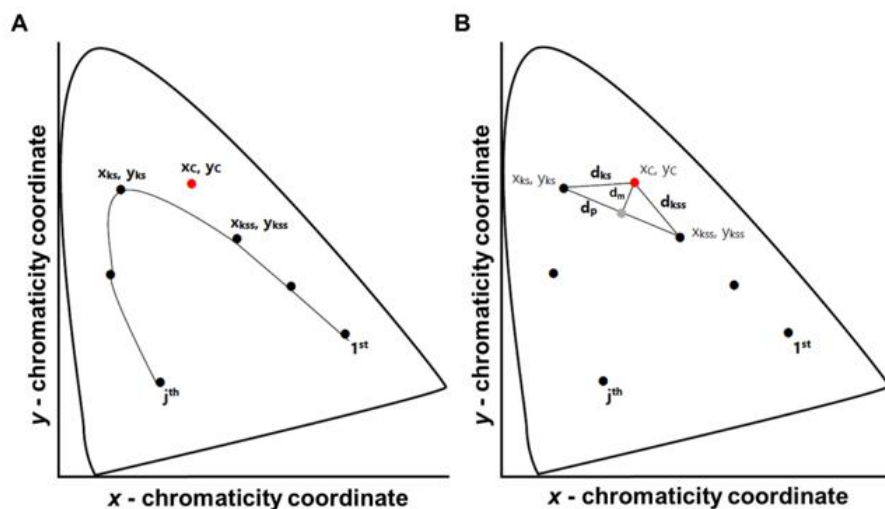 A
y - chromaticity coordinate
xks, yks
xC, yC
xkss, ykss
1st
jth
x - chromaticity coordinate
B
y - chromaticity coordinate
xks, yks
dks
xC, yC
dm
dkss
dp
xkss, ykss
1st
jth
x - chromaticity coordinate